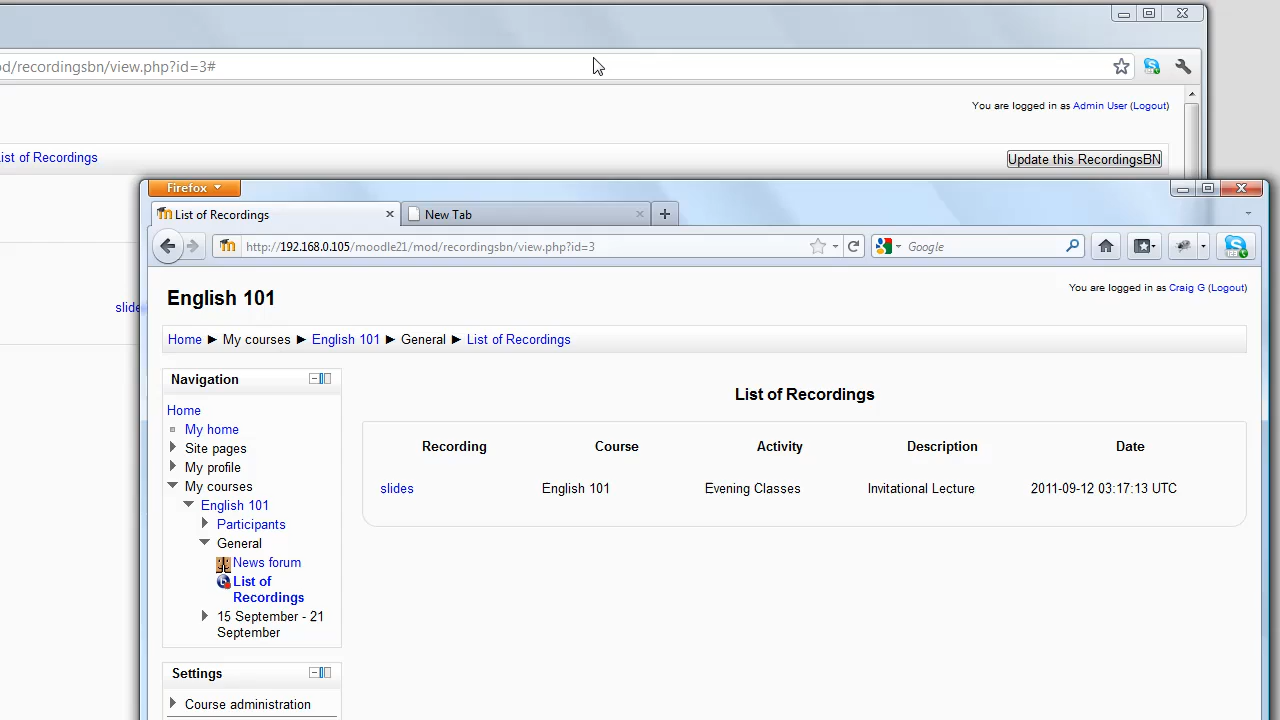 od/recordingsbn/view.php?id=3#
You are logged in as Admin User (Logout)
ist of Recordings
Update this RecordingsBN
slide
Firefox
List of Recordings
New Tab
http://192.168.0.105/moodle21/mod/recordingsbn/view.php?id=3
Google
English 101
You are logged in as Craig G (Logout)
Home ► My courses ► English 101 ► General ► List of Recordings
Navigation
Home
My home
Site pages
My profile
My courses
English 101
Participants
General
News forum
List of
Recordings
15 September - 21
September
Settings
Course administration
List of Recordings
Recording Course Activity Description Date
slides English 101 Evening Classes Invitational Lecture 2011-09-12 03:17:13 UTC